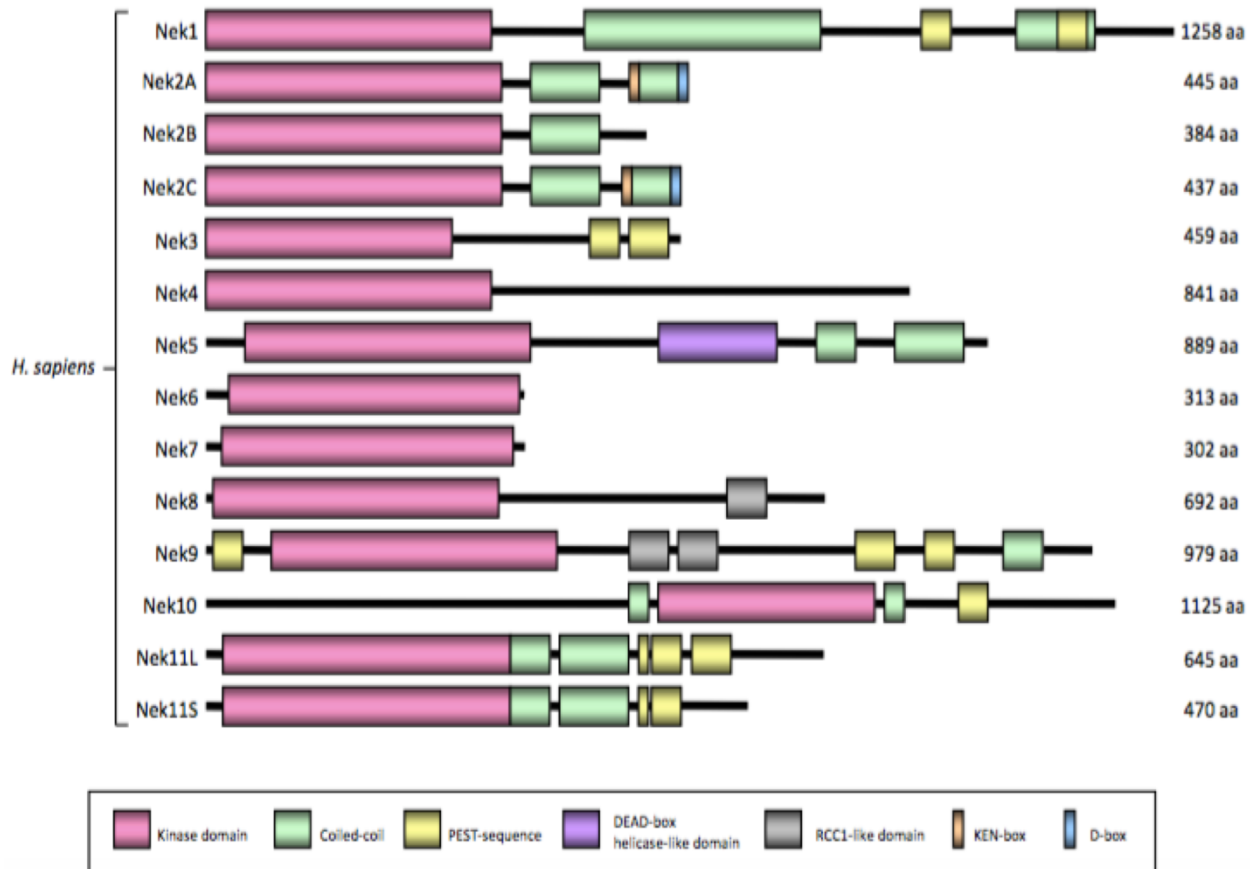 Nek1 1258 aa
Nek2A 445 aa
Nek2B 384 aa
Nek2C 437 aa
Nek3 459 aa
Nek4 841 aa
Nek5 889 aa
H. sapiens
Nek6 313 aa
Nek7 302 aa
Nek8 692 aa
Nek9 979 aa
Nek10 1125 aa
Nek11L 645 aa
Nek11S 470 aa
Kinase domain Coiled-coil PEST-sequence DEAD-box helicase-like domain RCC1-like domain KEN-box D-box